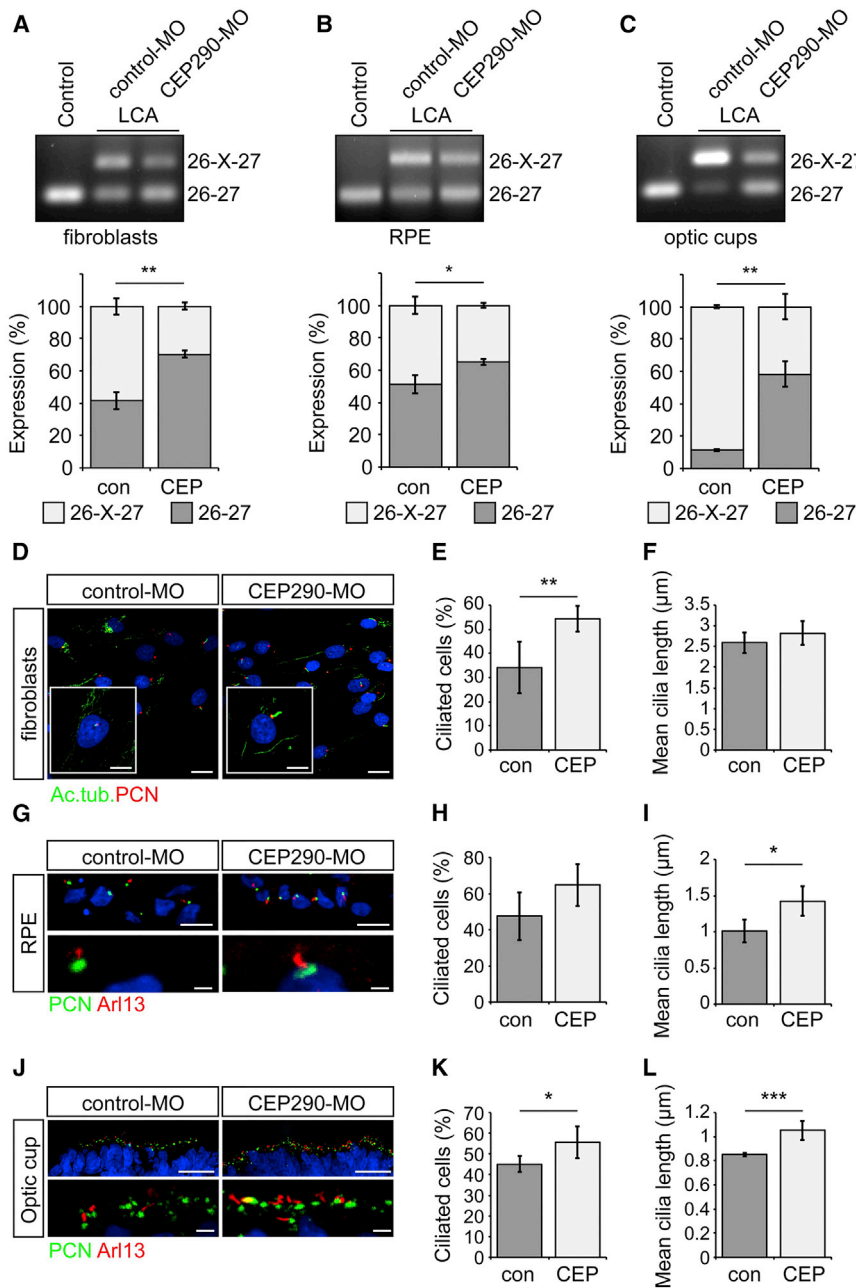 A
Control
control-MO
CEP290-MO
LCA
26-X-27
26-27
fibroblasts
**
Expression (%)
100
80
60
40
20
0
con CEP
26-X-27 26-27
B
Control
control-MO
CEP290-MO
LCA
26-X-27
26-27
RPE
*
Expression (%)
100
80
60
40
20
0
con CEP
26-X-27 26-27
C
Control
control-MO
CEP290-MO
LCA
26-X-27
26-27
optic cups
**
Expression (%)
100
80
60
40
20
0
con CEP
26-X-27 26-27
D
control-MO CEP290-MO
fibroblasts
Ac.tub.PCN
E
**
Ciliated cells (%)
60
50
40
30
20
10
0
con CEP
F
Mean cilia length (µm)
3.5
3
2.5
2
1.5
1
0.5
0
con CEP
G
control-MO CEP290-MO
RPE
PCN Arl13
H
Ciliated cells (%)
80
60
40
20
0
con CEP
I
*
Mean cilia length (µm)
2
1.5
1
0.5
0
con CEP
J
control-MO CEP290-MO
Optic cup
PCN Arl13
K
*
Ciliated cells (%)
70
60
50
40
30
20
10
0
con CEP
L
***
Mean cilia length (µm)
1.2
1
0.8
0.6
0.4
0.2
0
con CEP